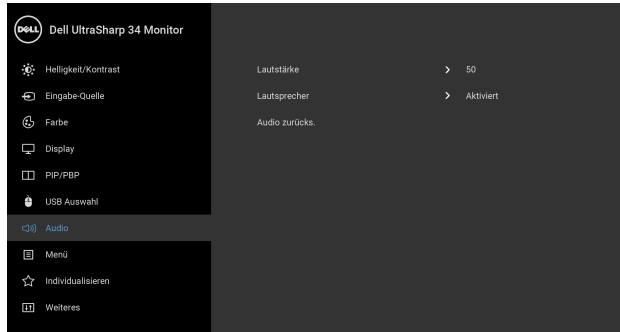 DELL Dell UltraSharp 34 Monitor
Helligkeit/Kontrast
Lautstärke 50
Eingabe-Quelle
Lautsprecher Aktiviert
Farbe
Audio zurücks.
Display
PIP/PBP
USB Auswahl
Audio
Menü
Individualisieren
Weiteres